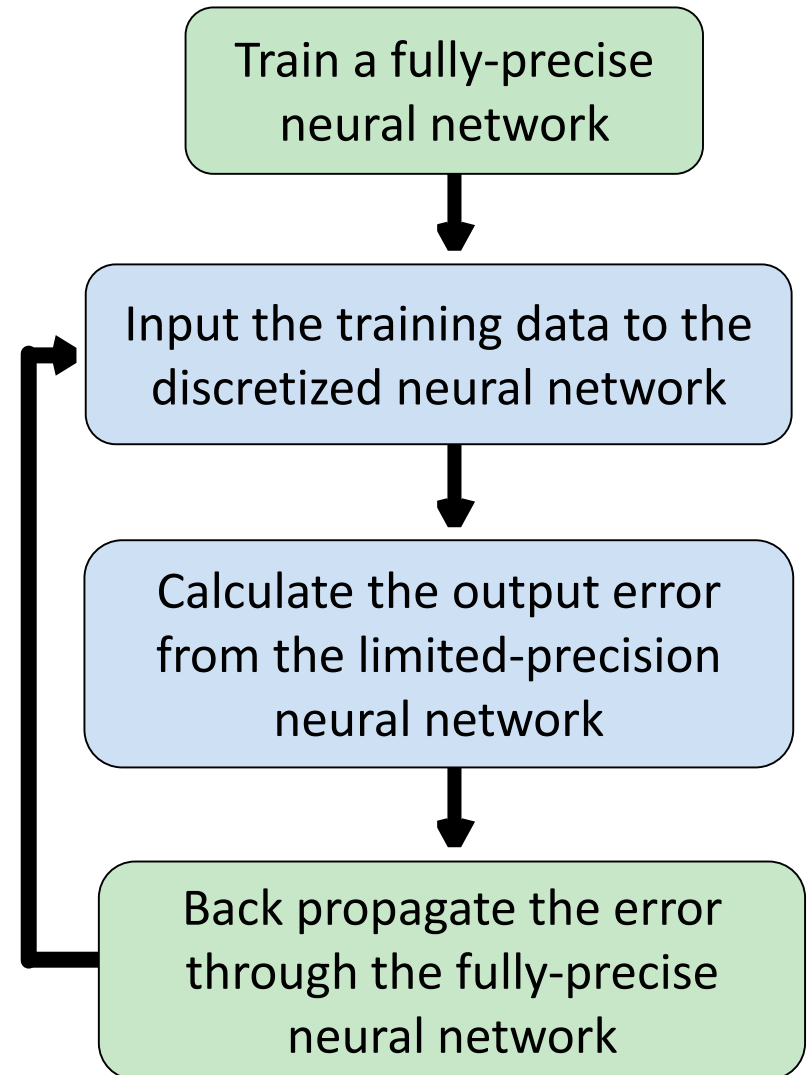 Train a fully-precise
neural network
Input the training data to the
discretized neural network
Calculate the output error
from the limited-precision
neural network
Back propagate the error
through the fully-precise
neural network